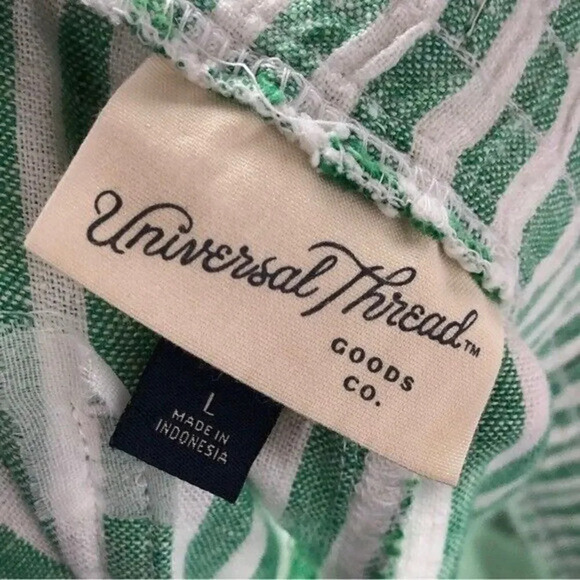 Universal Thread™
GOODS
CO.
L
MADE IN
INDONESIA